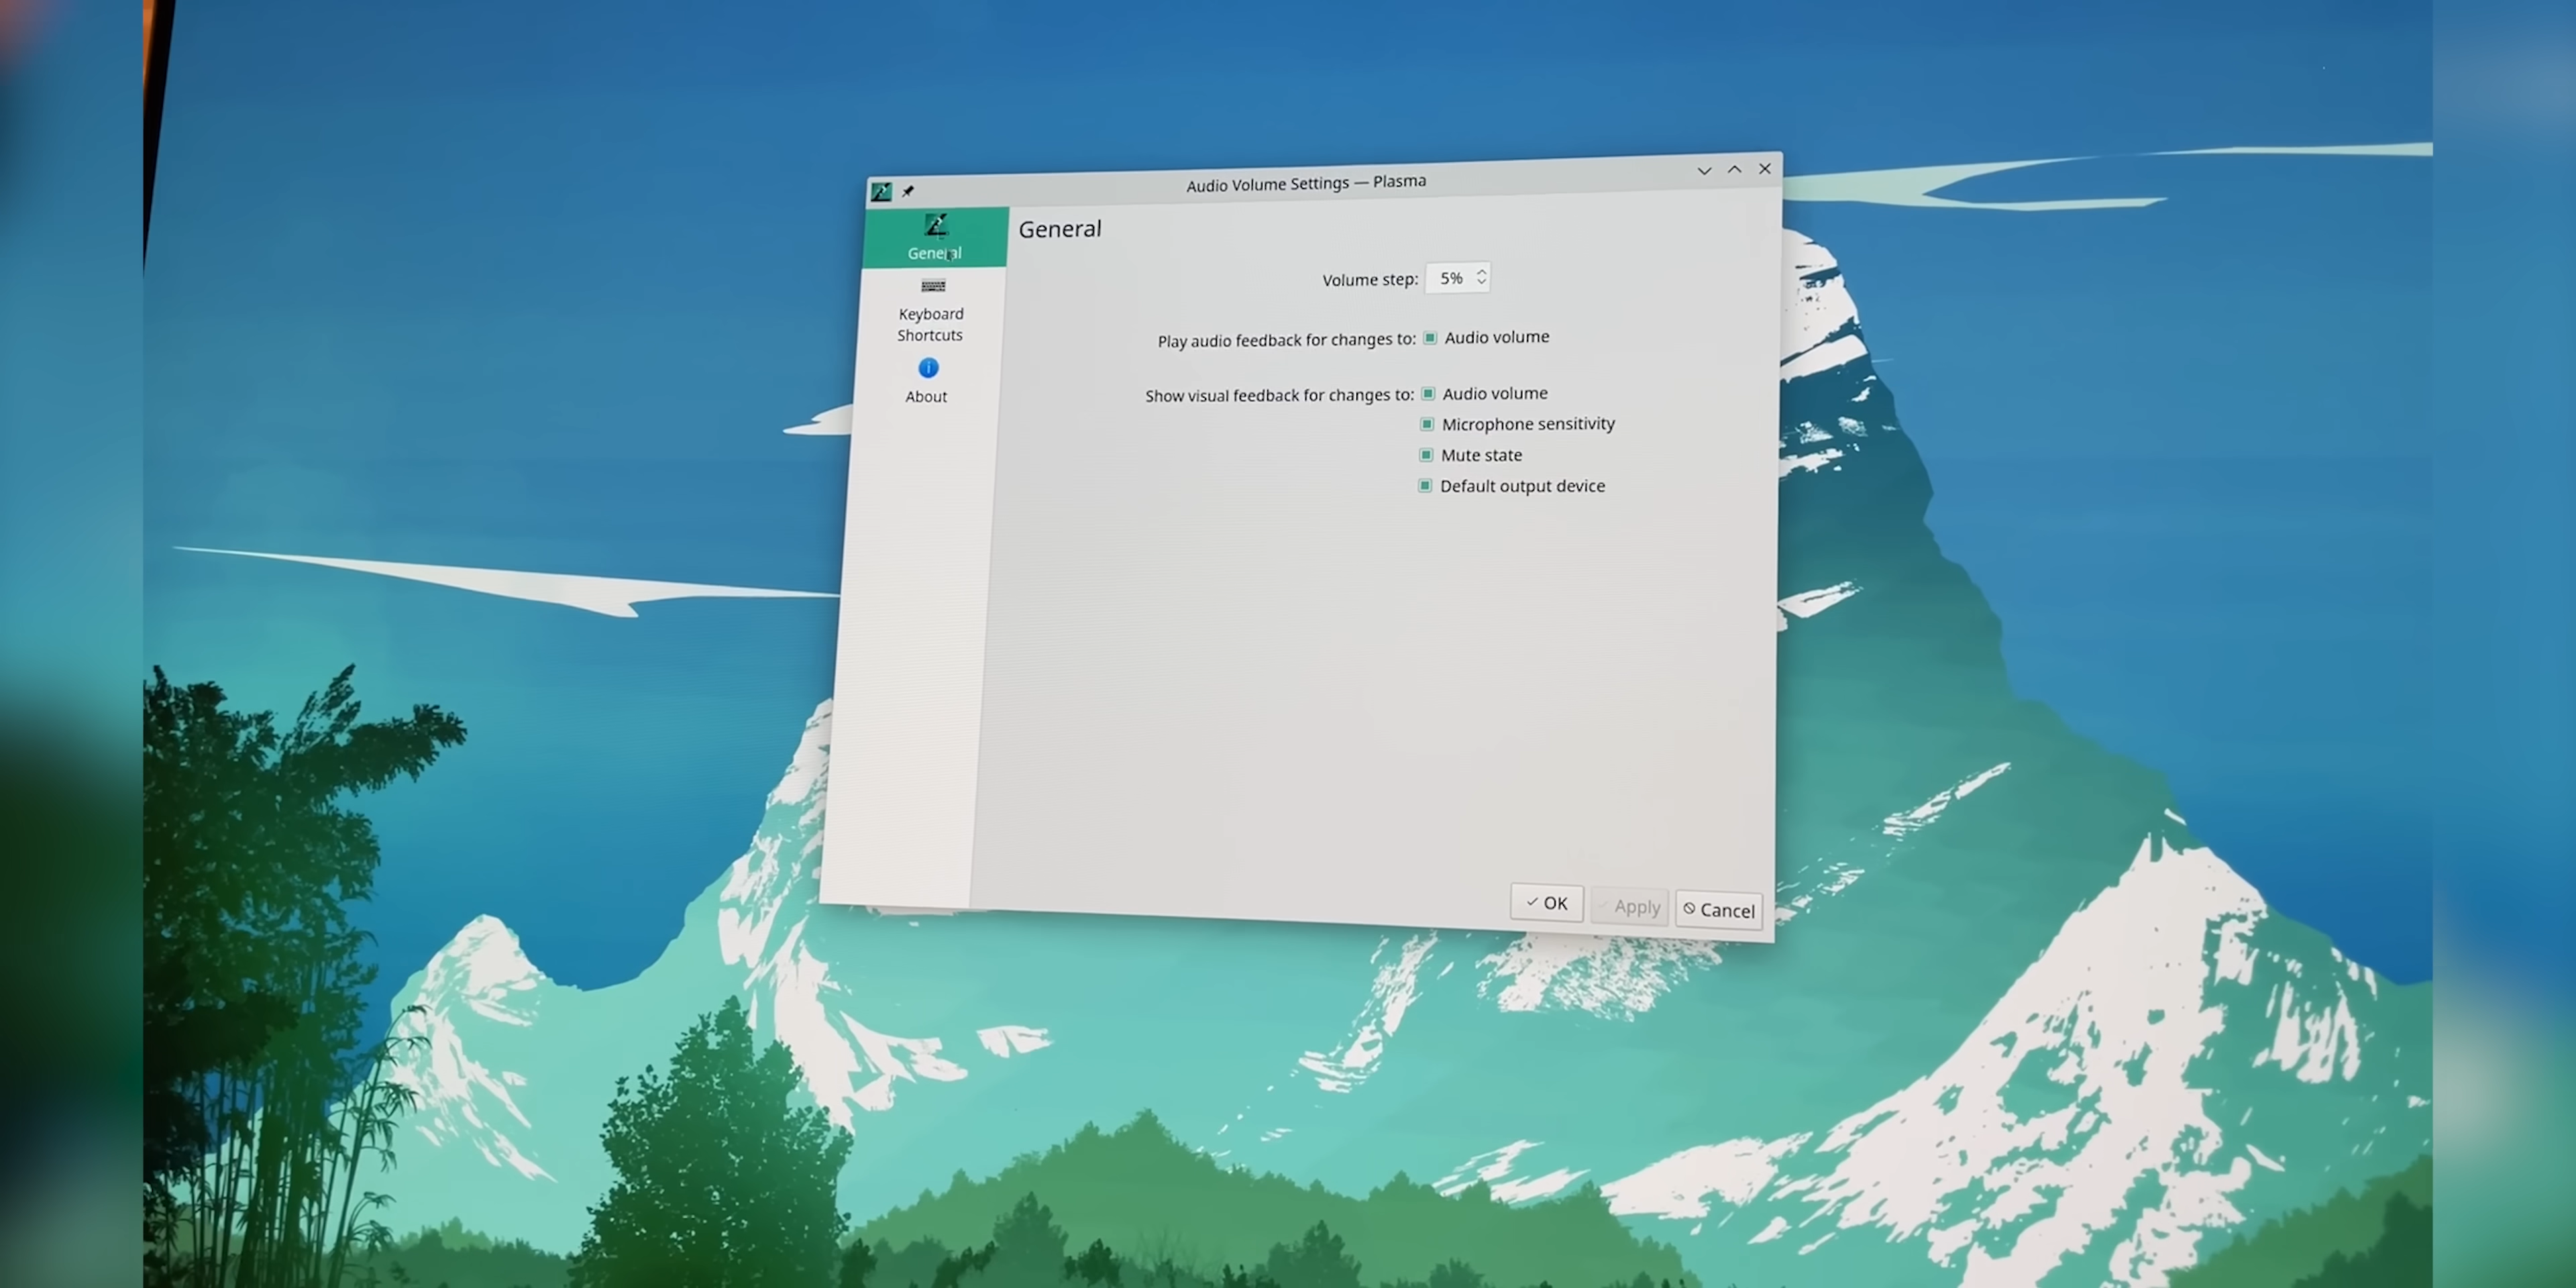 Audio Volume Settings — Plasma
General
General
Volume step: 5%
Keyboard
Shortcuts
Play audio feedback for changes to: Audio volume
About
Show visual feedback for changes to: Audio volume
Microphone sensitivity
Mute state
Default output device
OK Apply Cancel